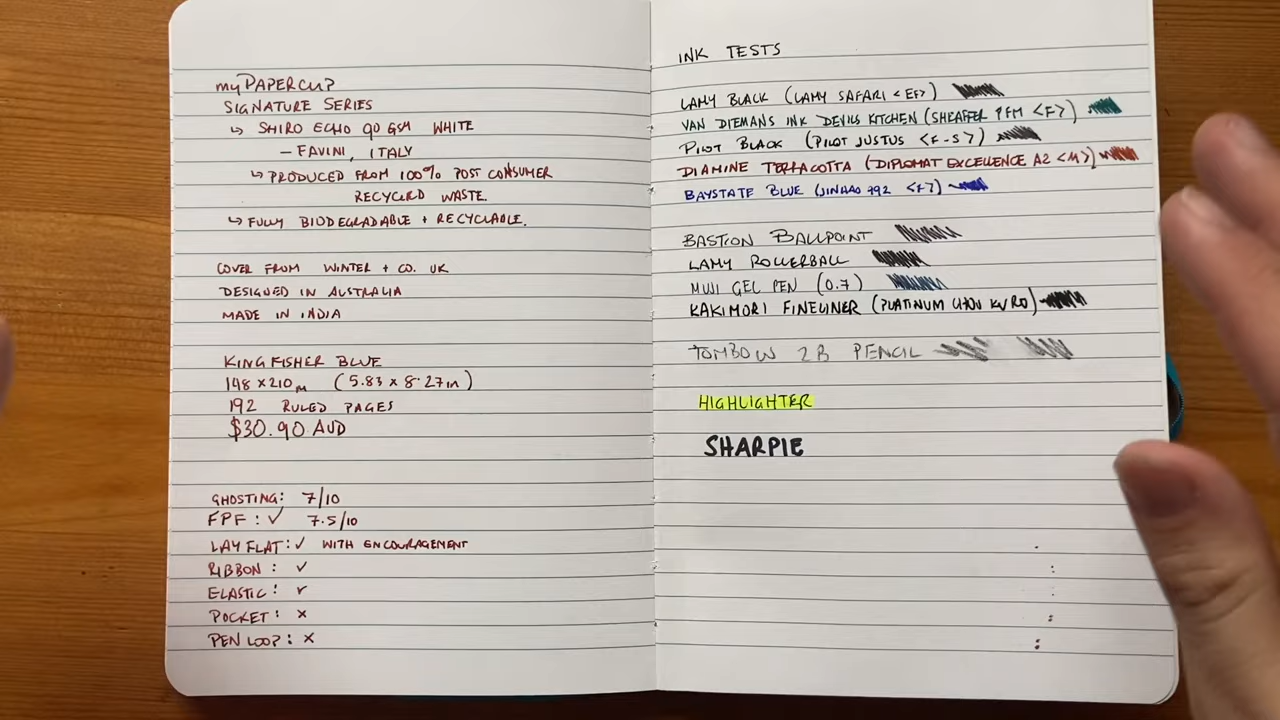 myPAPERCUP
SIGNATURE SERIES
↳ SHIRO ECHO 90 GSM WHITE
– FAVINI, ITALY
↳ PRODUCED FROM 100% POST CONSUMER
RECYCLED WASTE.
↳ FULLY BIODEGRADABLE + RECYCLABLE.
COVER FROM WINTER + CO. UK
DESIGNED IN AUSTRALIA
MADE IN INDIA
KINGFISHER BLUE
148 x 210 m (5.83 x 8.27 in)
192 RULED PAGES
$30.90 AUD
GHOSTING: 7/10
FPF: ✓ 7.5/10
LAY FLAT: ✓ WITH ENCOURAGEMENT
RIBBON: ✓
ELASTIC: ✓
POCKET: ×
PEN LOOP: ×
INK TESTS
LAMY BLACK (LAMY SAFARI <EF>)
VAN DIEMANS INK DEVILS KITCHEN (SHEAFFER PFM <F>)
PILOT BLACK (PILOT JUSTUS <F-S>)
DIAMINE TERRACOTTA (DIPLOMAT EXCELLENCE A2 <M>)
BAYSTATE BLUE (JINHAO 992 <F>)
BASTION BALLPOINT
LAMY ROLLERBALL
MUJI GEL PEN (0.7)
KAKIMORI FINELINER (PLATINUM
TOMBOW 2B PENCIL
HIGHLIGHTER
SHARPIE